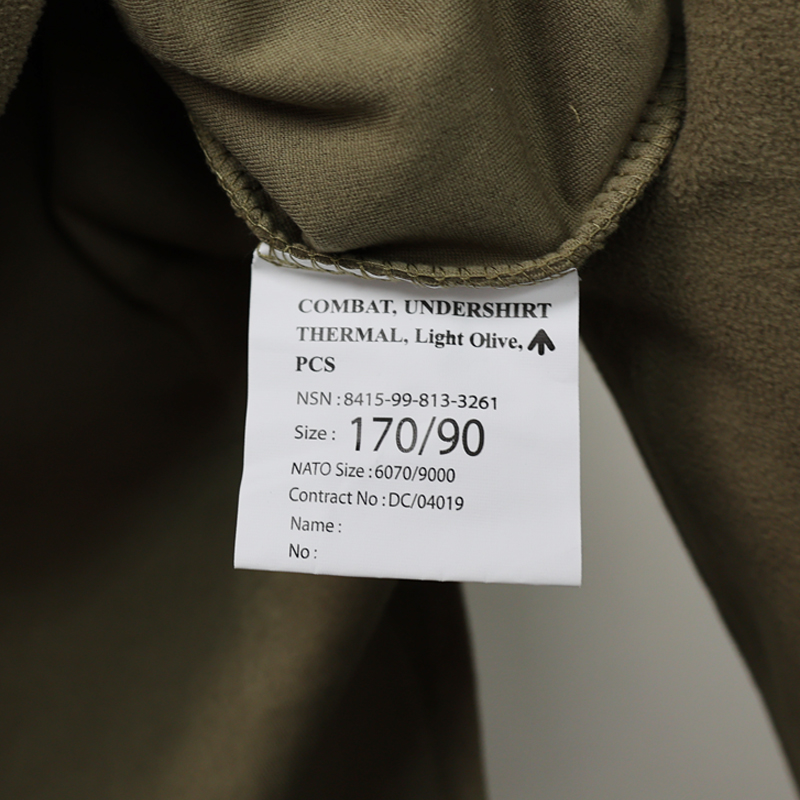 COMBAT, UNDERSHIRT
THERMAL, Light Olive,
PCS
NSN : 8415-99-813-3261
Size : 170/90
NATO Size : 6070/9000
Contract No : DC/04019
Name :
No :